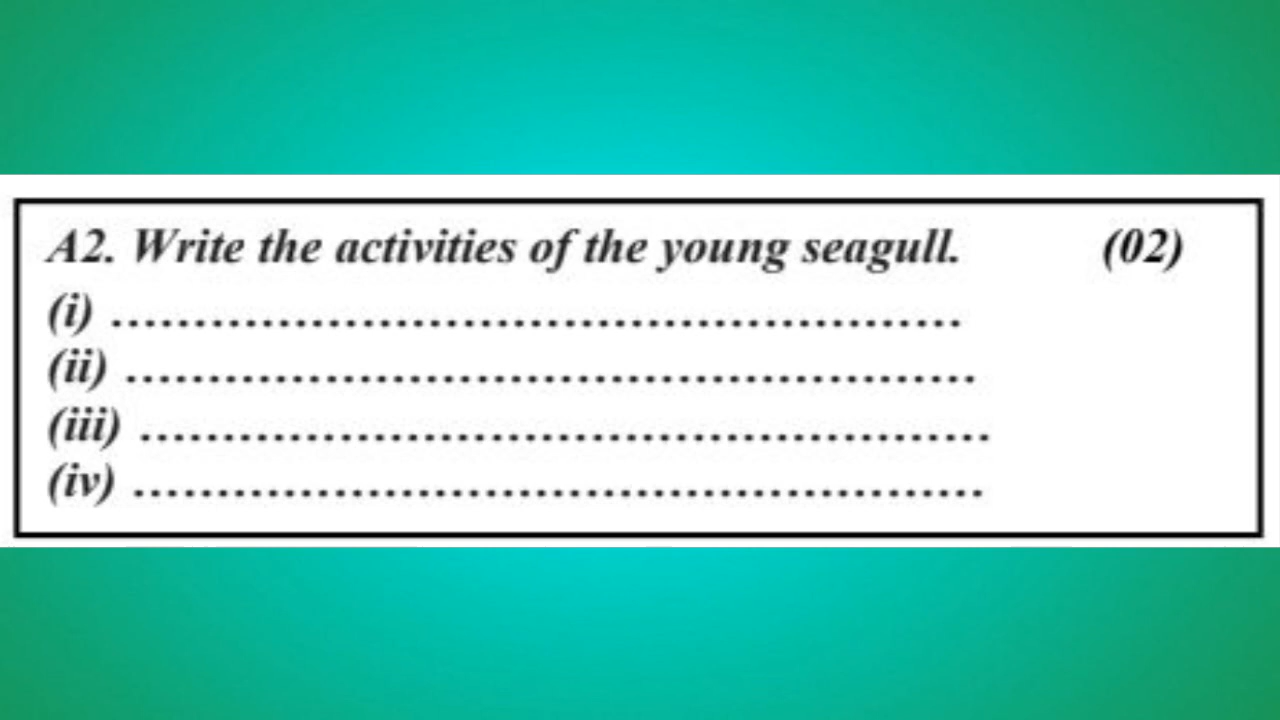 A2. Write the activities of the young seagull. (02)
(i) ....................................................
(ii) ....................................................
(iii) ....................................................
(iv) ....................................................